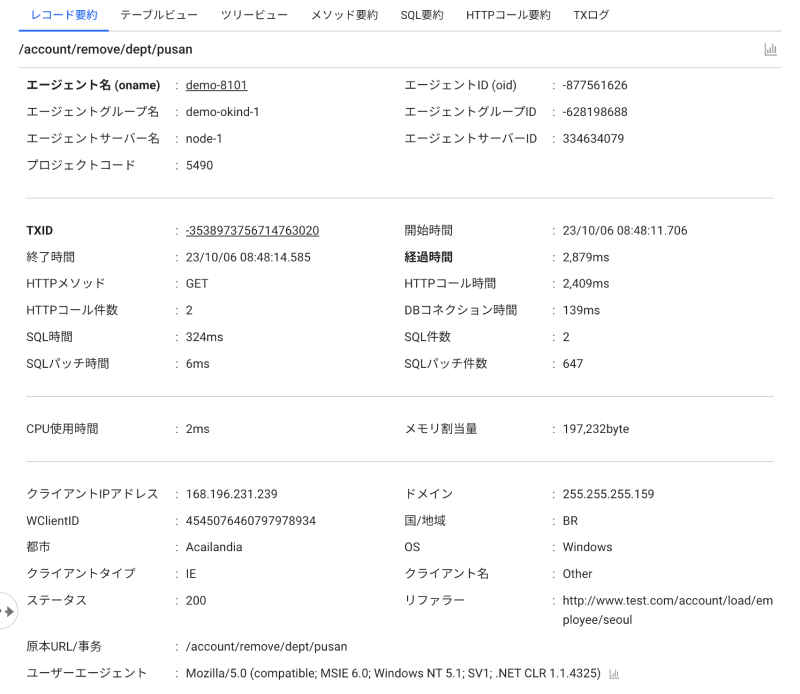 レコード要約 テーブルビュー ツリービュー メソッド要約 SQL要約 HTTPコール要約 TXログ
/account/remove/dept/pusan
エージェント名 (oname) : demo-8101 エージェントID (oid) : -877561626
エージェントグループ名 : demo-okind-1 エージェントグループID : -628198688
エージェントサーバー名 : node-1 エージェントサーバーID : 334634079
プロジェクトコード : 5490
TXID : -3538973756714763020 開始時間 : 23/10/06 08:48:11.706
終了時間 : 23/10/06 08:48:14.585 経過時間 : 2,879ms
HTTPメソッド : GET HTTPコール時間 : 2,409ms
HTTPコール件数 : 2 DBコネクション時間 : 139ms
SQL時間 : 324ms SQL件数 : 2
SQLパッチ時間 : 6ms SQLパッチ件数 : 647
CPU使用時間 : 2ms メモリ割当量 : 197,232byte
クライアントIPアドレス : 168.196.231.239 ドメイン : 255.255.255.159
WClientID : 4545076460797978934 国/地域 : BR
都市 : Acailandia OS : Windows
クライアントタイプ : IE クライアント名 : Other
ステータス : 200 リファラー : http://www.test.com/account/load/em
ployee/seoul
原本URL/事务 : /account/remove/dept/pusan
ユーザーエージェント : Mozilla/5.0 (compatible; MSIE 6.0; Windows NT 5.1; SV1; .NET CLR 1.1.4325)